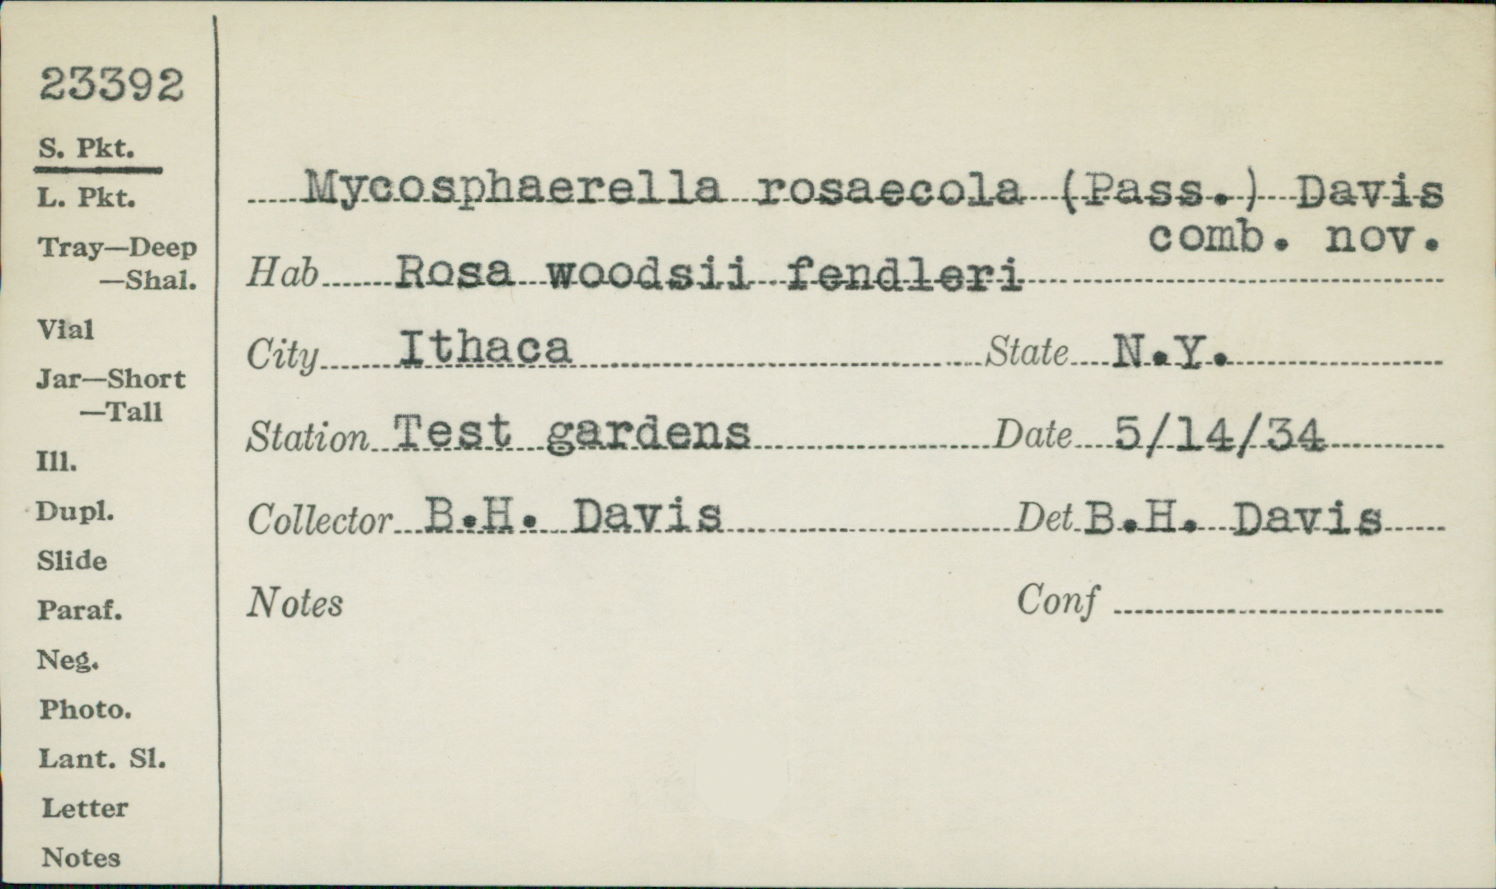 23392
S. Pkt.
L. Pkt.
Tray—Deep
—Shal.
Vial
Jar—Short
—Tall
Ill.
Dupl.
Slide
Paraf.
Neg.
Photo.
Lant. Sl.
Letter
Notes
Mycosphaerella rosaecola (Pass.) Davis
comb. nov.
Hab Rosa woodsii fendleri
City Ithaca State N.Y.
Station Test gardens Date 5/14/34
Collector B.H. Davis Det B.H. Davis
Notes Conf